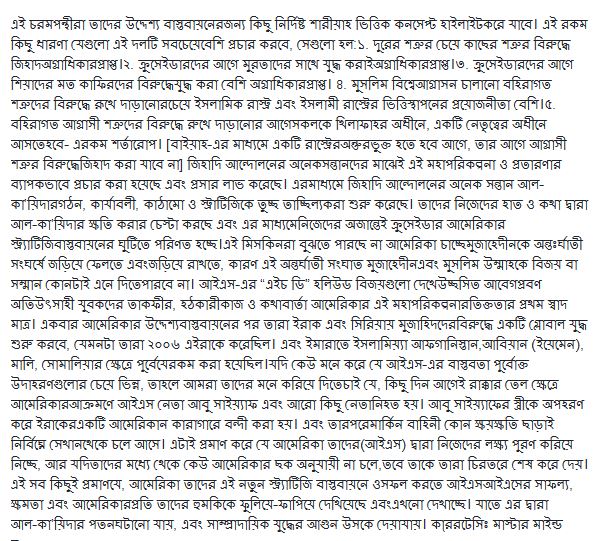 এই চরমপন্থীরা তাদের উদ্দেশ্য বাস্তবায়নেরজন্য কিছু নির্দিষ্ট শারীয়াহ ভিত্তিক কনসেপ্ট হাইলাইটকরে যাবে। এই রকম
কিছু ধারণা যেগুলো এই দলটি সবচেয়েবেশি প্রচার করবে, সেগুলো হল:১. দূরের শত্রুর চেয়ে কাছের শত্রুর বিরুদ্ধে
জিহাদঅগ্রাধিকারপ্রাপ্ত।২. ক্রুসেইডারদের আগে মুরতাদের সাথে যুদ্ধ করাইঅগ্রাধিকারপ্রাপ্ত।৩. ক্রুসেইডারদের আগে
শিয়াদের মত কাফিরদের বিরুদ্ধেযুদ্ধ করা বেশি অগ্রাধিকারপ্রাপ্ত। ৪. মুসলিম বিশ্বেআগ্রাসন চালানো বহিরাগত
শত্রুদের বিরুদ্ধে রুখে দাড়ানোরচেয়ে ইসলামিক রাস্ট্র এবং ইসলামী রাস্ট্রের ভিত্তিস্থাপনের প্রয়োজনীতা বেশি।৫.
বহিরাগত আগ্রাসী শত্রুদের বিরুদ্ধে রুখে দাড়ানোর আগেসকলকে খিলাফাহর অধীনে, একটি নেতৃত্বের অধীনে
আসতেহবে- এরকম শর্তারোপ। [বাইয়াহ-এর মাধ্যমে একটি রাস্ট্রেরঅন্তরভুক্ত হতে হবে আগে, তার আগে আগ্রাসী
শত্রুর বিরুদ্ধেজিহাদ করা যাবে না] জিহাদি আন্দোলনের অনেকসন্তানদের মাঝেই এই মহাপরিকল্পনা ও প্রতারণার
ব্যাপকভাবে প্রচার করা হয়েছে এবং প্রসার লাভ করেছে। এরমাধ্যমে জিহাদি আন্দোলনের অনেক সন্তান আল-
কা'য়িদারগঠন, কার্যাবলী, কাঠামো ও স্ট্রাটিজিকে তুচ্ছ তাচ্ছিল্যকরা শুরু করেছে। তাদের নিজেদের হাত ও কথা দ্বারা
আল-কা'য়িদার ক্ষতি করার চেস্টা করছে এবং এর মাধ্যমেনিজেদের অজান্তেই ক্রুসেইডার আমেরিকার
স্ট্র্যাটিজিবাস্তবায়নের ঘুটিতে পরিণত হচ্ছে।এই মিসকিনরা বুঝতে পারছে না আমেরিকা চাচ্ছেমুজাহেদীনকে অন্তঃর্ঘাতী
সংঘর্ষে জড়িয়ে ফেলতে এবংজড়িয়ে রাখতে, কারণ এই অন্তর্ঘাতী সংঘাত মুজাহেদীনএবং মুসলিম উম্মাহকে বিজয় বা
সম্মান কোনটাই এনে দিতেপারবে না। আইএস-এর “এইচ ডি” হলিউড বিজয়গুলো দেখেউচ্ছসিত আবেগপ্রবণ
অতিউৎসাহী যুবকদের তাকফীর, হঠকারীকাজ ও কথাবার্তা আমেরিকার এই মহাপরিকল্পনারতিক্ততার প্রথম স্বাদ
মাত্র। একবার আমেরিকার উদ্দেশ্যবাস্তবায়নের পর তারা ইরাক এবং সিরিয়ায় মুজাহিদদেরবিরুদ্ধে একটি গ্লোবাল যুদ্ধ
শুরু করবে, যেমনটা তারা ২০০৬ এইরাকে করেছিল। এবং ইমারাতে ইসলামিয়্যা আফগানিস্তান,আবিয়ান (ইয়েমেন),
মালি, সোমালিয়ার ক্ষেত্রে পূর্বেযেরকম করা হয়েছিল।যদি কেউ মনে করে যে আইএস-এর বাস্তবতা পূর্বোক্ত
উদাহরণগুলোর চেয়ে ভিন্ন, তাহলে আমরা তাদের মনে করিয়ে দিতেচাই যে, কিছু দিন আগেই রাক্কার তেল ক্ষেত্রে
আমেরিকারআক্রমণে আইএস নেতা আবু সাইয়্যাফ এবং আরো কিছু নেতানিহত হয়। আবু সাইয়্যাফের স্ত্রীকে অপহরণ
করে ইরাকেরএকটি আমেরিকান কারাগারে বন্দী করা হয়। এবং তারপরেমার্কিন বাহিনী কোন ক্ষয়ক্ষতি ছাড়াই
নির্বিঘ্নে সেখানথেকে চলে আসে। এটাই প্রমাণ করে যে আমেরিকা তাদের(আইএস) দ্বারা নিজেদের লক্ষ্য পুরণ করিয়ে
নিচ্ছে, আর যদিতাদের মধ্যে থেকে কেউ আমেরিকার ছক অনুযায়ী না চলে,তবে তাকে তারা চিরতরে শেষ করে দেয়।
এই সব কিছুই প্রমাণযে, আমেরিকা তাদের এই নতুন স্ট্র্যাটিজি বাস্তবায়নে ওসফল করতে আইএসআইএসের সাফল্য,
ক্ষমতা এবং আমেরিকারপ্রতি তাদের হুমকিকে ফুলিয়ে-ফাপিয়ে দেখিয়েছে এবংএখনো দেখাচ্ছে। যাতে এর দ্বারা
আল-কা'য়িদার পতনঘটানো যায়, এবং সাম্প্রাদায়িক যুদ্ধের আগুন উসকে দেয়াযায়। কার্‌টেসিঃ মাস্টার মাইন্ড